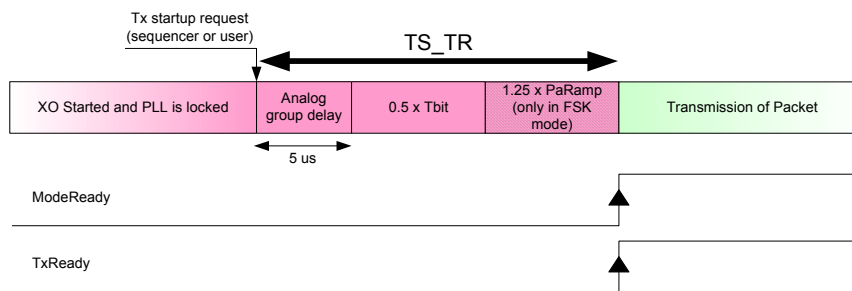 Tx startup request
(sequencer or user)
TS_TR
XO Started and PLL is locked
Analog
group delay
0.5 x Tbit
1.25 x PaRamp
(only in FSK
mode)
Transmission of Packet
5 us
ModeReady
TxReady